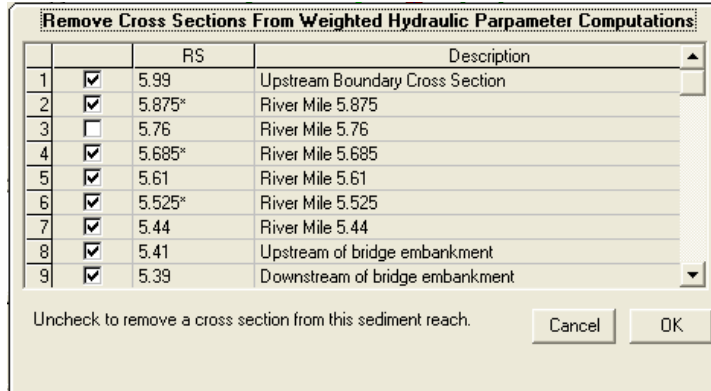 Remove Cross Sections From Weighted Hydraulic Parpameter Computations
RS Description
1 5.99 Upstream Boundary Cross Section
2 5.875* River Mile 5.875
3 5.76 River Mile 5.76
4 5.685* River Mile 5.685
5 5.61 River Mile 5.61
6 5.525* River Mile 5.525
7 5.44 River Mile 5.44
8 5.41 Upstream of bridge embankment
9 5.39 Downstream of bridge embankment
Uncheck to remove a cross section from this sediment reach. Cancel OK